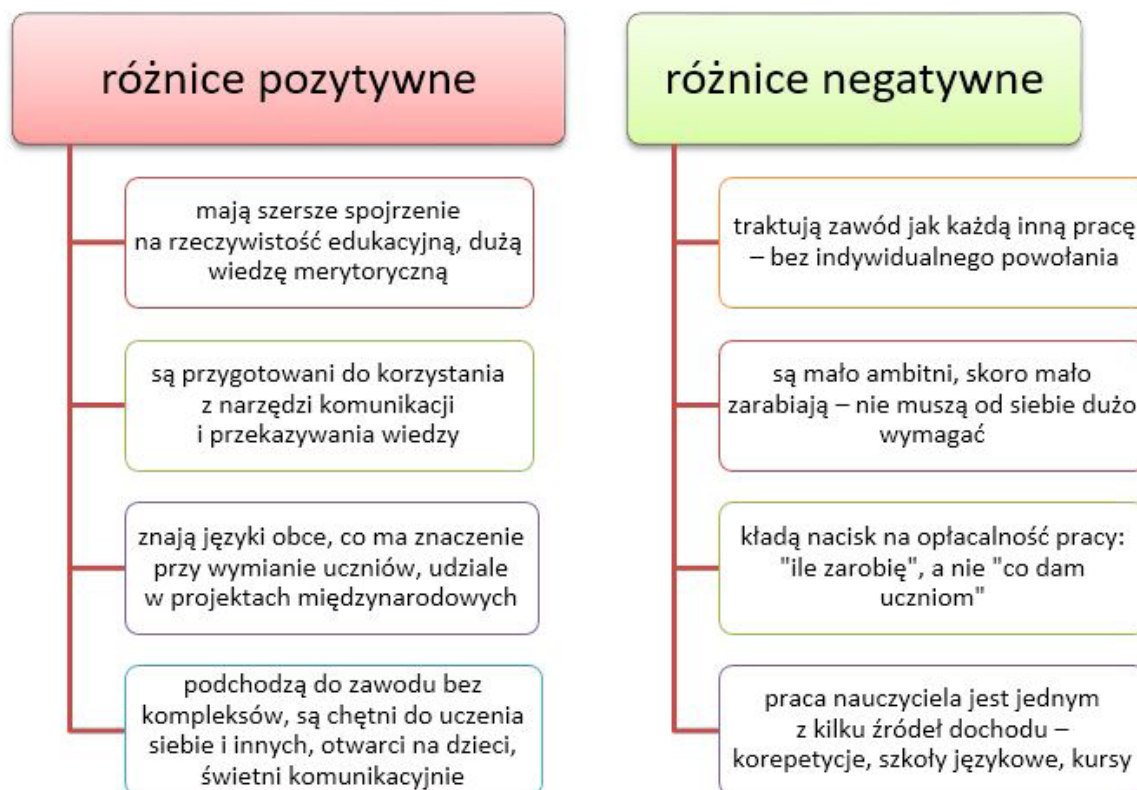 różnice pozytywne
mają szersze spojrzenie
na rzeczywistość edukacyjną, dużą
wiedzę merytoryczną
są przygotowani do korzystania
z narzędzi komunikacji
i przekazywania wiedzy
znają języki obce, co ma znaczenie
przy wymianie uczniów, udziale
w projektach międzynarodowych
podchodzą do zawodu bez
kompleksów, są chętni do uczenia
siebie i innych, otwarci na dzieci,
świetni komunikacyjnie
różnice negatywne
traktują zawód jak każdą inną pracę
– bez indywidualnego powołania
są mało ambitni, skoro mało
zarabiają – nie muszą od siebie dużo
wymagać
kładą nacisk na opłacalność pracy:
"ile zarobię", a nie "co dam
uczniom"
praca nauczyciela jest jednym
z kilku źródeł dochodu –
korepetycje, szkoły językowe, kursy